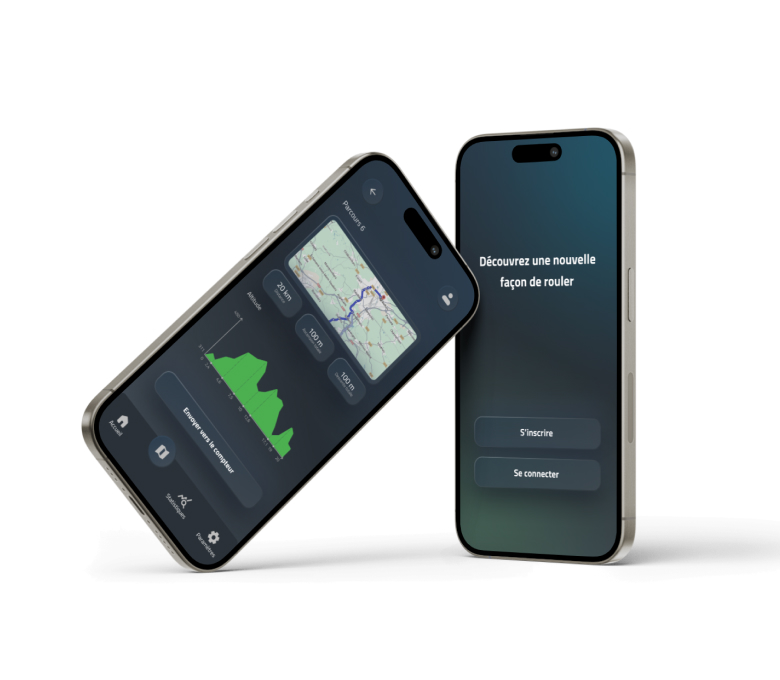 Parcours 6
20 km
100 m
100 m
Altitude
Envoyer vers le compteur
Accueil
Statistiques
Paramètres
Découvrez une nouvelle
façon de rouler
S'inscrire
Se connecter